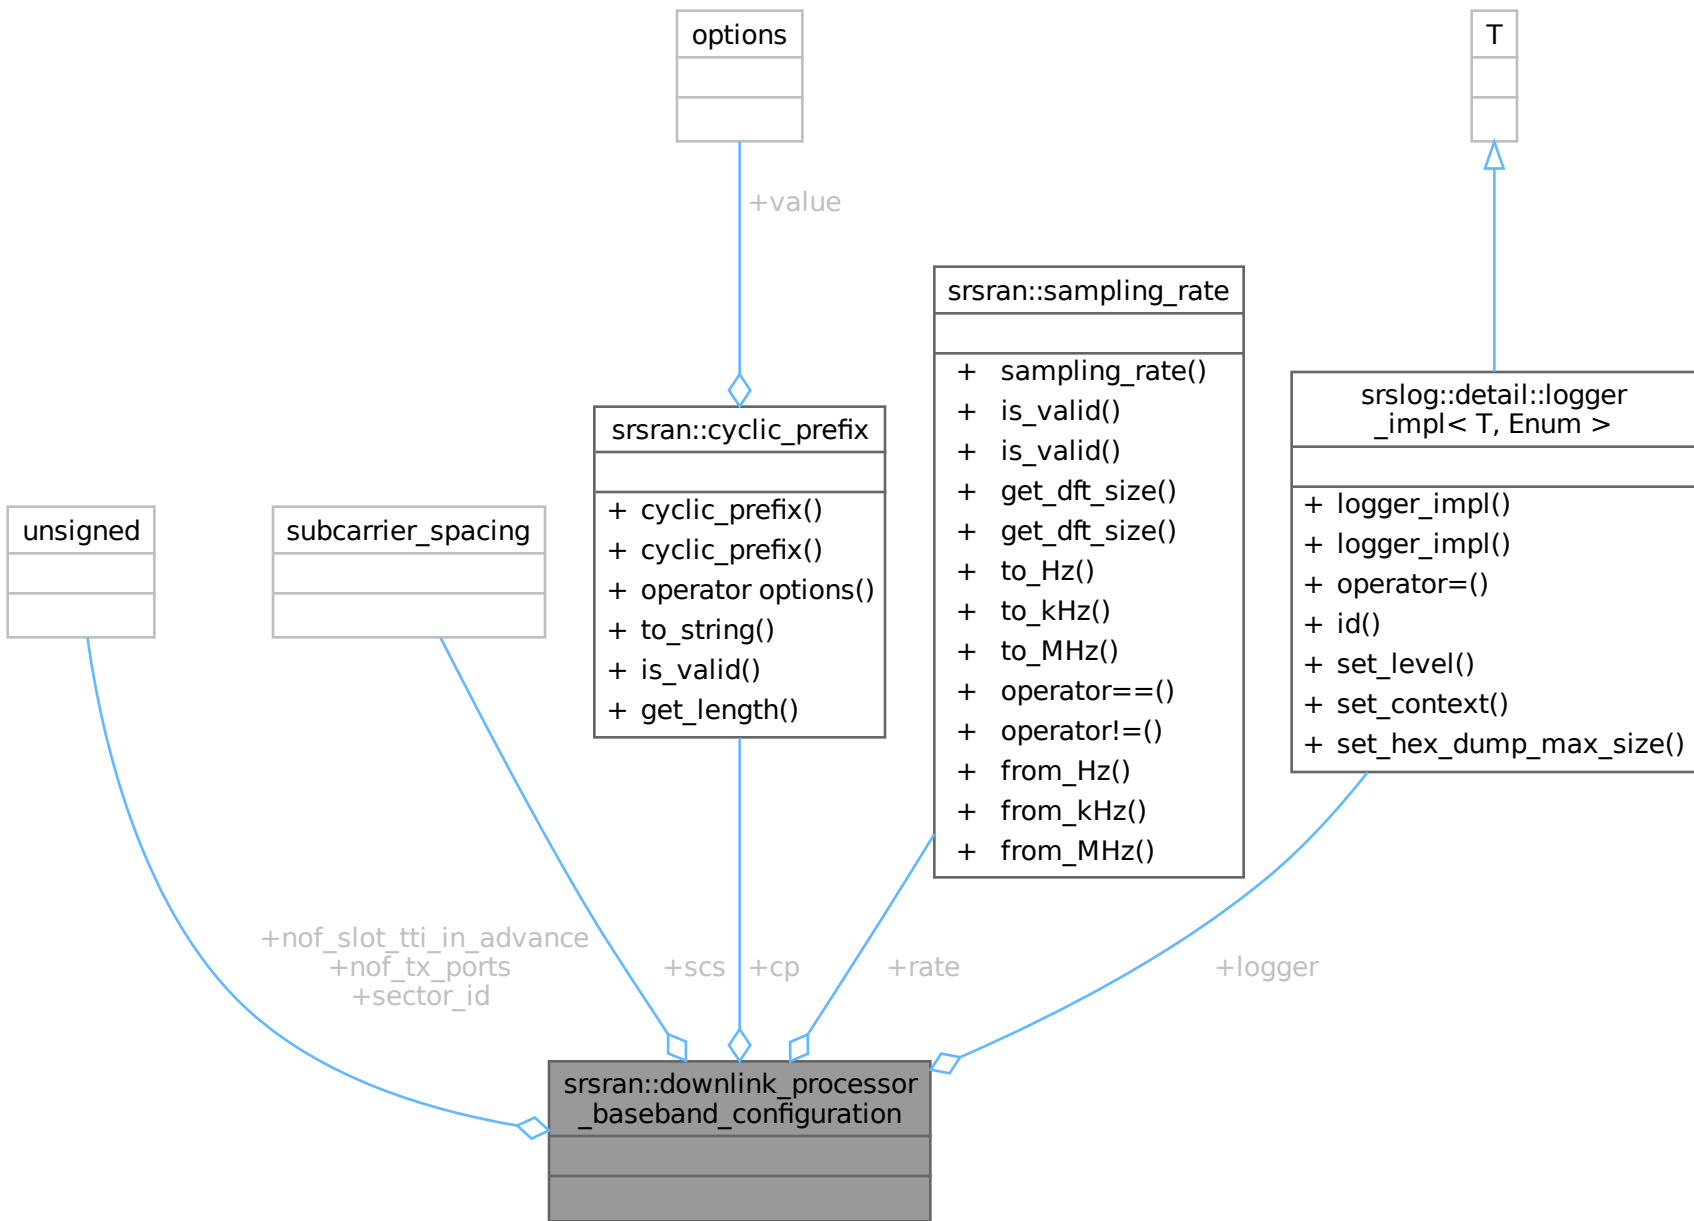 options
T
+value
srsran::sampling_rate
+ sampling_rate()
+ is_valid()
+ is_valid()
+ get_dft_size()
+ get_dft_size()
+ to_Hz()
+ to_kHz()
+ to_MHz()
+ operator==()
+ operator!=()
+ from_Hz()
+ from_kHz()
+ from_MHz()
srslog::detail::logger
_impl< T, Enum >
+ logger_impl()
+ logger_impl()
+ operator=()
+ id()
+ set_level()
+ set_context()
+ set_hex_dump_max_size()
srsran::cyclic_prefix
+ cyclic_prefix()
+ cyclic_prefix()
+ operator options()
+ to_string()
+ is_valid()
+ get_length()
unsigned
subcarrier_spacing
+nof_slot_tti_in_advance
+nof_tx_ports
+sector_id
+scs
+cp
+rate
+logger
srsran::downlink_processor
_baseband_configuration